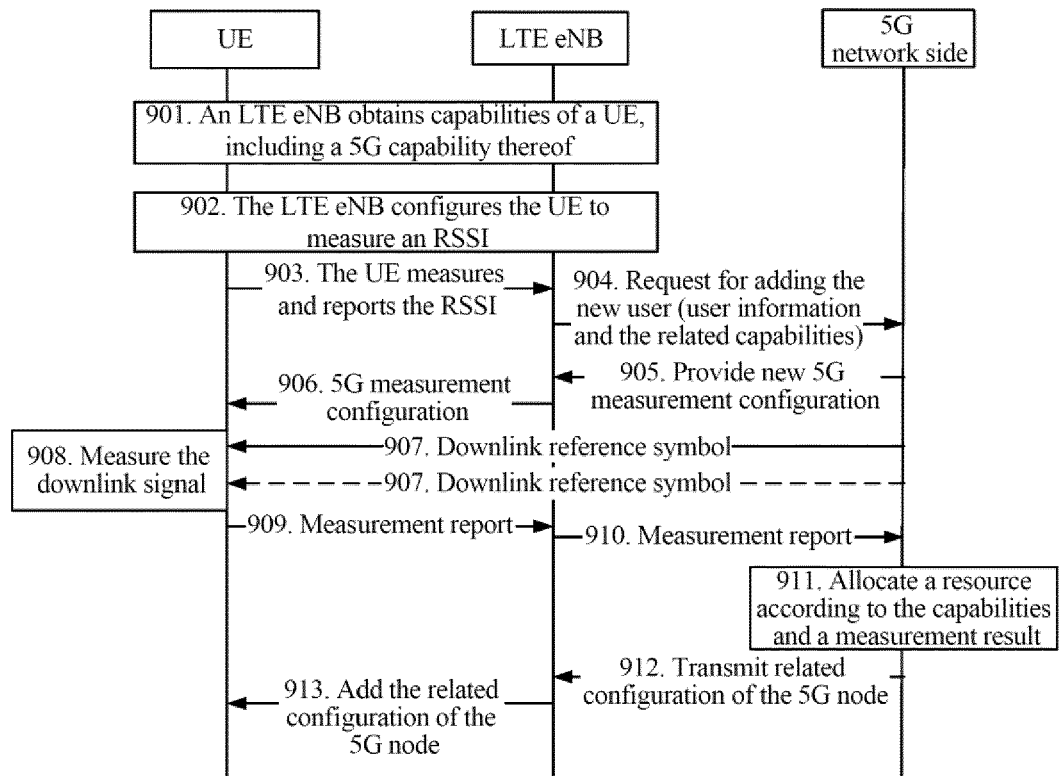 UE
LTE eNB
5G
network side
901. An LTE eNB obtains capabilities of a UE,
including a 5G capability thereof
902. The LTE eNB configures the UE to
measure an RSSI
903. The UE measures
and reports the RSSI
904. Request for adding the
new user (user information
and the related capabilities)
905. Provide new 5G
measurement configuration
906. 5G measurement
configuration
907. Downlink reference symbol
908. Measure the
downlink signal
907. Downlink reference symbol
909. Measurement report
910. Measurement report
911. Allocate a resource
according to the capabilities
and a measurement result
912. Transmit related
configuration of the 5G node
913. Add the related
configuration of the
5G node